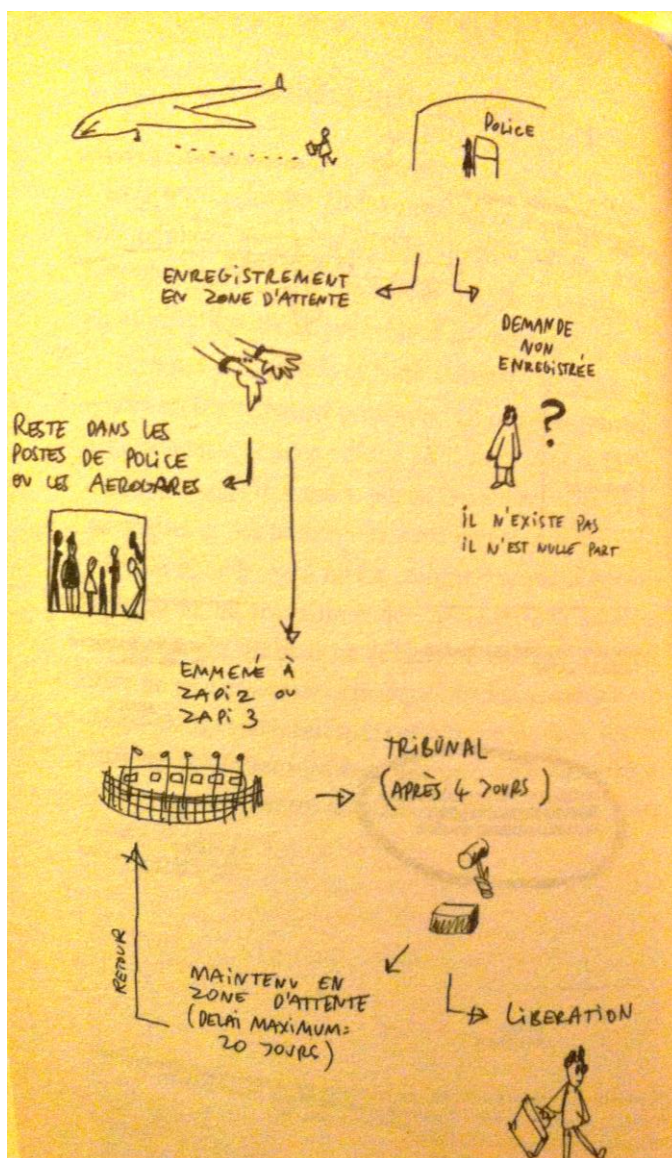 POLICE
ENREGISTREMENT
EN ZONE D'ATTENTE
DEMANDE
NON
ENREGISTRÉE
RESTE DANS LES
POSTES DE POLICE
EN LES AEROGARES
?
IL N'EXISTE PAS
IL N'EST NULLE PART
EMMENÉ À
ZAPI 2 OU
ZAPI 3
TRIBUNAL
(APRÈS 4 JOURS)
RETOUR
MAINTENU EN
ZONE D'ATTENTE
(DELAI MAXIMUM=
20 JOURS)
LIBERATION